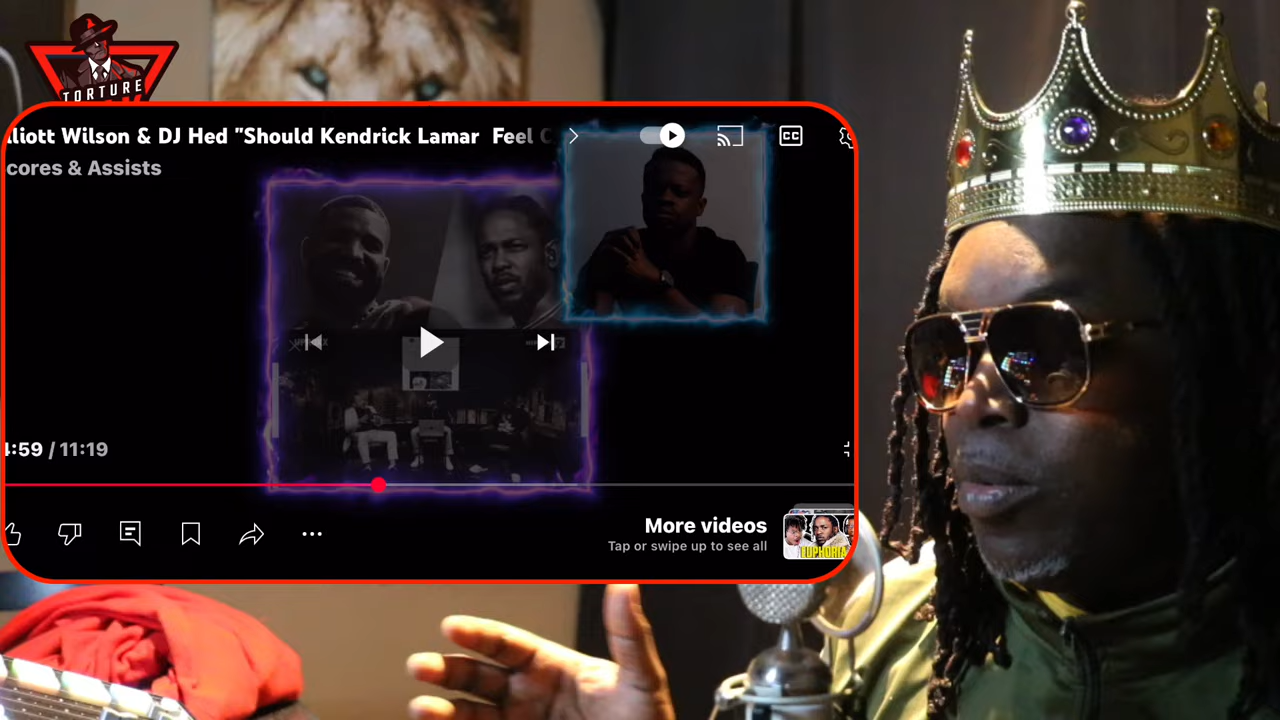 TORTURE
lliott Wilson & DJ Hed "Should Kendrick Lamar Feel C
CC
cores & Assists
4:59 / 11:19
More videos
Tap or swipe up to see all
EUPHORIA